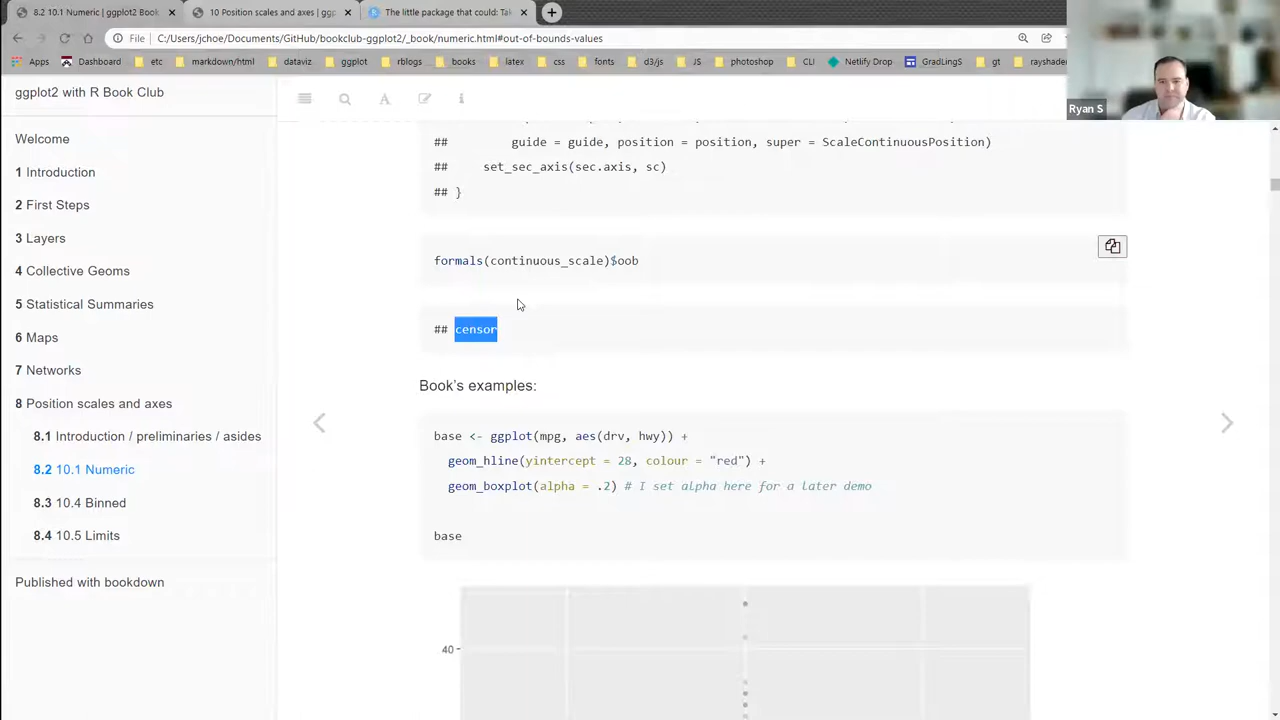 8.2 10.1 Numeric | ggplot2 Book
10 Position scales and axes | ggp
The little package that could: Tak
File | C:/Users/jchoe/Documents/GitHub/bookclub-ggplot2/_book/numeric.html#out-of-bounds-values
Apps Dashboard etc markdown/html dataviz ggplot rblogs books latex css fonts d3/js JS photoshop CLI Netlify Drop GradLingS gt rayshader
Ryan S
ggplot2 with R Book Club
Welcome
1 Introduction
2 First Steps
3 Layers
4 Collective Geoms
5 Statistical Summaries
6 Maps
7 Networks
8 Position scales and axes
8.1 Introduction / preliminaries / asides
8.2 10.1 Numeric
8.3 10.4 Binned
8.4 10.5 Limits
Published with bookdown
## guide = guide, position = position, super = ScaleContinuousPosition)
## set_sec_axis(sec.axis, sc)
## }
formals(continuous_scale)$oob
## censor
Book's examples:
base <- ggplot(mpg, aes(drv, hwy)) +
geom_hline(yintercept = 28, colour = "red") +
geom_boxplot(alpha = .2) # I set alpha here for a later demo
base
40